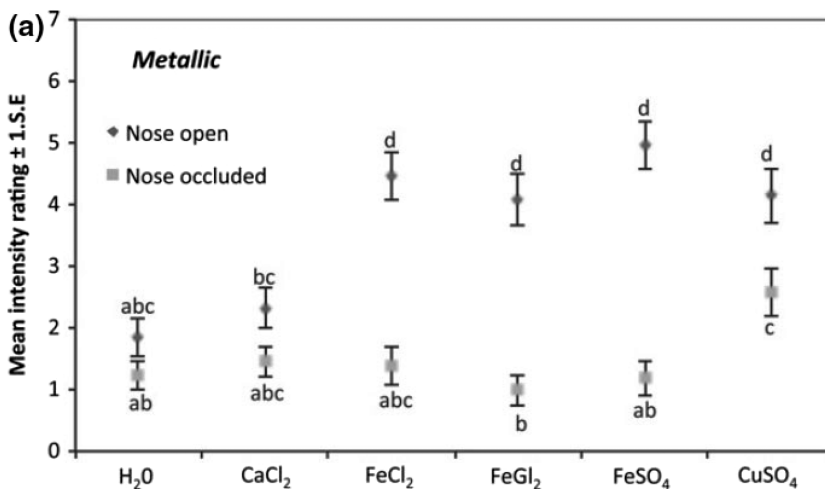 (a)
Metallic
Mean intensity rating ± 1.S.E
7
6
5
4
3
2
1
0
Nose open
Nose occluded
abc
bc
d
d
d
d
ab
abc
abc
b
ab
c
H₂0
CaCl₂
FeCl₂
FeGl₂
FeSO₄
CuSO₄